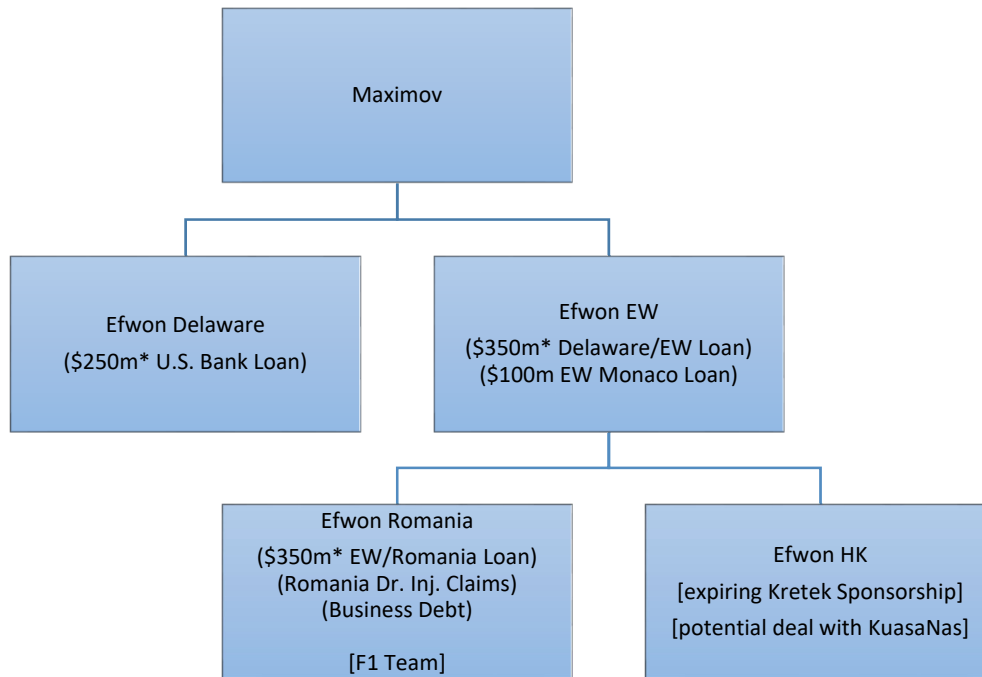 Maximov
Efwon Delaware
($250m* U.S. Bank Loan)
Efwon EW
($350m* Delaware/EW Loan)
($100m EW Monaco Loan)
Efwon Romania
($350m* EW/Romania Loan)
(Romania Dr. Inj. Claims)
(Business Debt)
[F1 Team]
Efwon HK
[expiring Kretek Sponsorship]
[potential deal with KuasaNas]